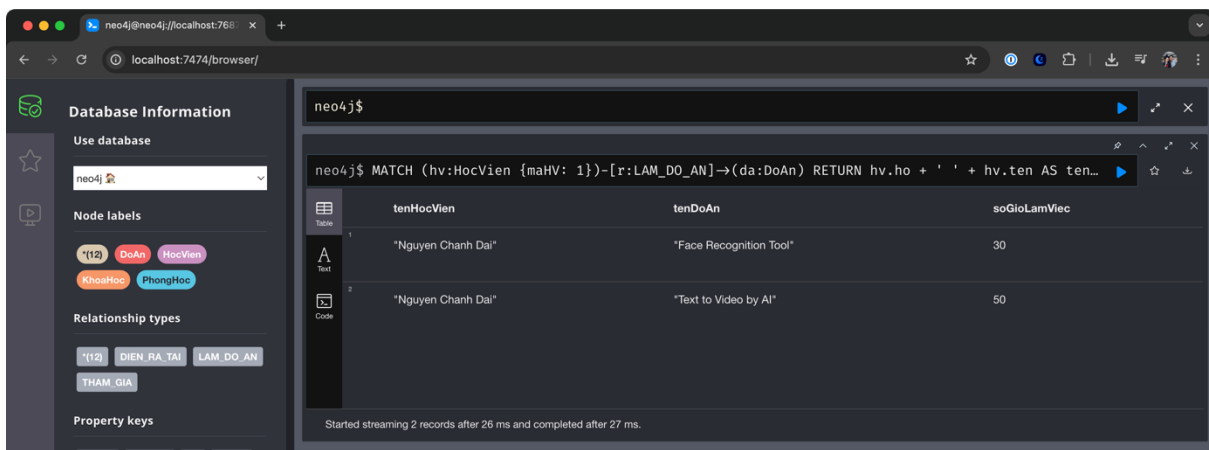 neo4j@neo4j://localhost:768
localhost:7474/browser/
Database Information
Use database
neo4j
Node labels
*(12) DoAn HocVien
KhoaHoc PhongHoc
Relationship types
*(12) DIEN_RA_TAI LAM_DO_AN
THAM_GIA
Property keys
neo4j$
neo4j$ MATCH (hv:HocVien {maHV: 1})-[r:LAM_DO_AN]→(da:DoAn) RETURN hv.ho + ' ' + hv.ten AS ten…
Table
Text
Code
tenHocVien tenDoAn soGioLamViec
1 "Nguyen Chanh Dai" "Face Recognition Tool" 30
2 "Nguyen Chanh Dai" "Text to Video by AI" 50
Started streaming 2 records after 26 ms and completed after 27 ms.